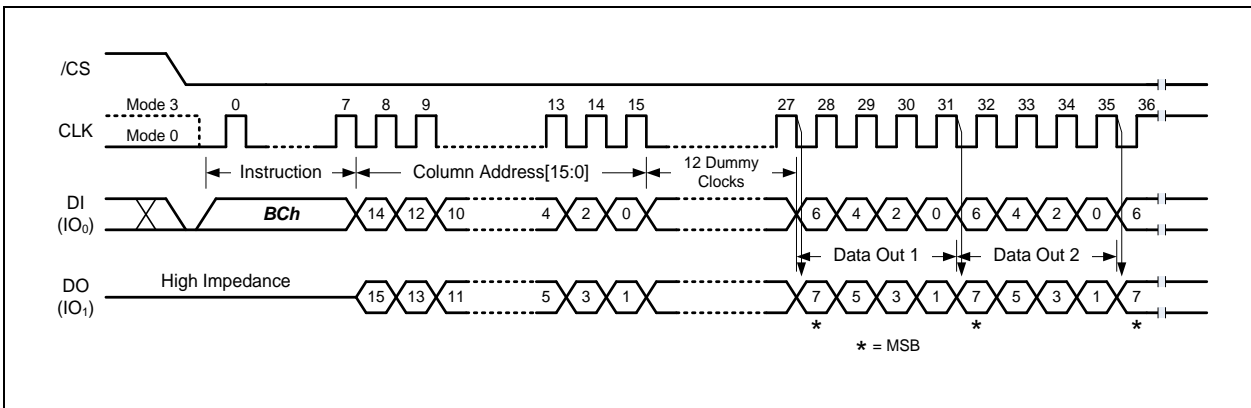 /CS
Mode 3 0 7 8 9 13 14 15 27 28 29 30 31 32 33 34 35 36
CLK
Mode 0
Instruction Column Address[15:0] 12 Dummy
Clocks
DI
(IO0)
BCh 14 12 10 4 2 0 6 4 2 0 6 4 2 0 6
Data Out 1 Data Out 2
High Impedance
DO
(IO1)
15 13 11 5 3 1 7 5 3 1 7 5 3 1 7
* * *
* = MSB